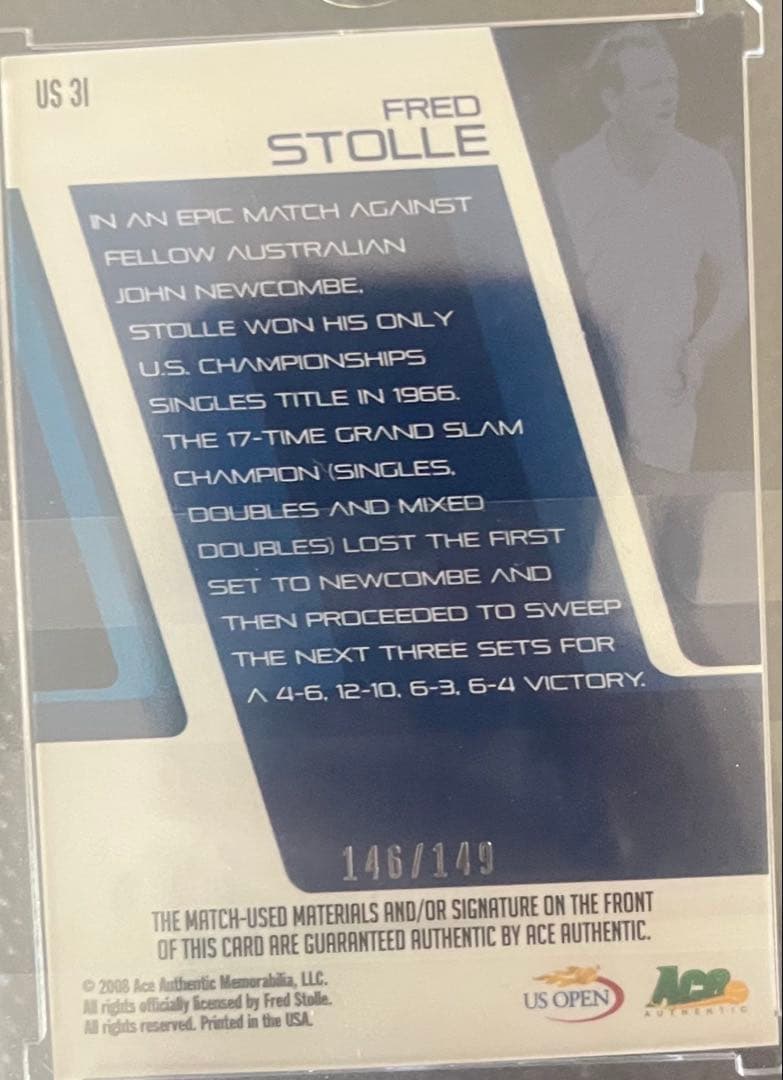 US 31
FRED
STOLLE
IN AN EPIC MATCH AGAINST
FELLOW AUSTRALIAN
JOHN NEWCOMBE,
STOLLE WON HIS ONLY
U.S. CHAMPIONSHIPS
SINGLES TITLE IN 1966.
THE 17-TIME GRAND SLAM
CHAMPION (SINGLES,
DOUBLES AND MIXED
DOUBLES) LOST THE FIRST
SET TO NEWCOMBE AND
THEN PROCEEDED TO SWEEP
THE NEXT THREE SETS FOR
A 4-6, 12-10, 6-3, 6-4 VICTORY.
146/149
THE MATCH-USED MATERIALS AND/OR SIGNATURE ON THE FRONT
OF THIS CARD ARE GUARANTEED AUTHENTIC BY ACE AUTHENTIC.
© 2008 Ace Authentic Memorabilia, LLC.
All rights officially licensed by Fred Stolle.
All rights reserved. Printed in the USA.
US OPEN
Ace
AUTHENTIC